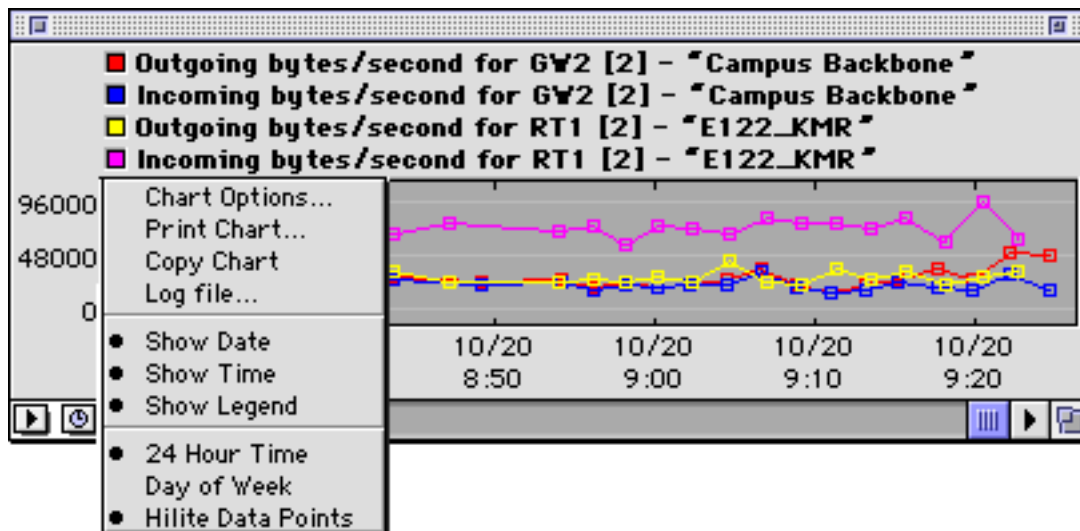 Outgoing bytes/second for GW2 [2] - "Campus Backbone"
Incoming bytes/second for GW2 [2] - "Campus Backbone"
Outgoing bytes/second for RT1 [2] - "E122_KMR"
Incoming bytes/second for RT1 [2] - "E122_KMR"
96000
48000
0
Chart Options...
Print Chart...
Copy Chart
Log file...
Show Date
Show Time
Show Legend
24 Hour Time
Day of Week
Hilite Data Points
10/20 10/20 10/20 10/20
8:50 9:00 9:10 9:20